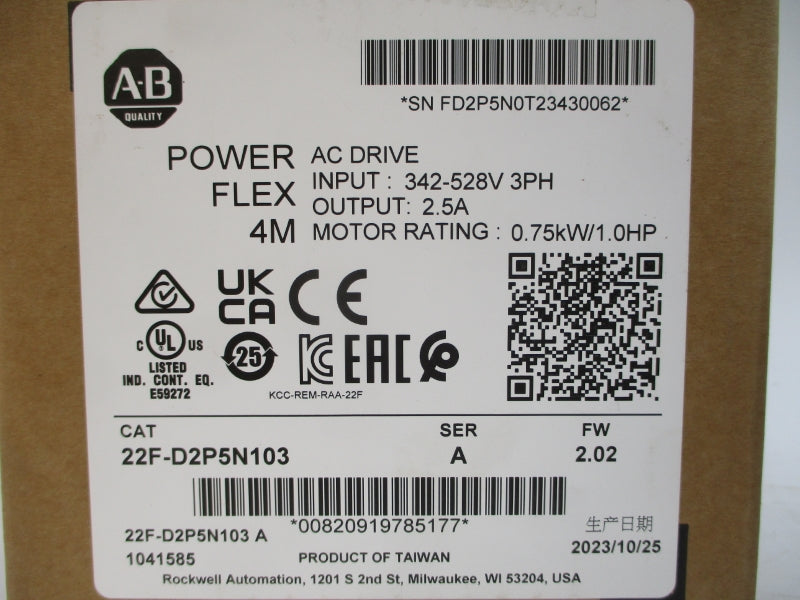 A-B
QUALITY
*SN FD2P5N0T23430062*
POWER
FLEX
4M
AC DRIVE
INPUT : 342-528V 3PH
OUTPUT: 2.5A
MOTOR RATING : 0.75kW/1.0HP
UK
CA
CE
C UL US
LISTED
IND. CONT. EQ.
E59272
25
KC
EAC
KCC-REM-RAA-22F
CAT
22F-D2P5N103
SER
A
FW
2.02
*00820919785177*
22F-D2P5N103 A
1041585
PRODUCT OF TAIWAN
生产日期
2023/10/25
Rockwell Automation, 1201 S 2nd St, Milwaukee, WI 53204, USA